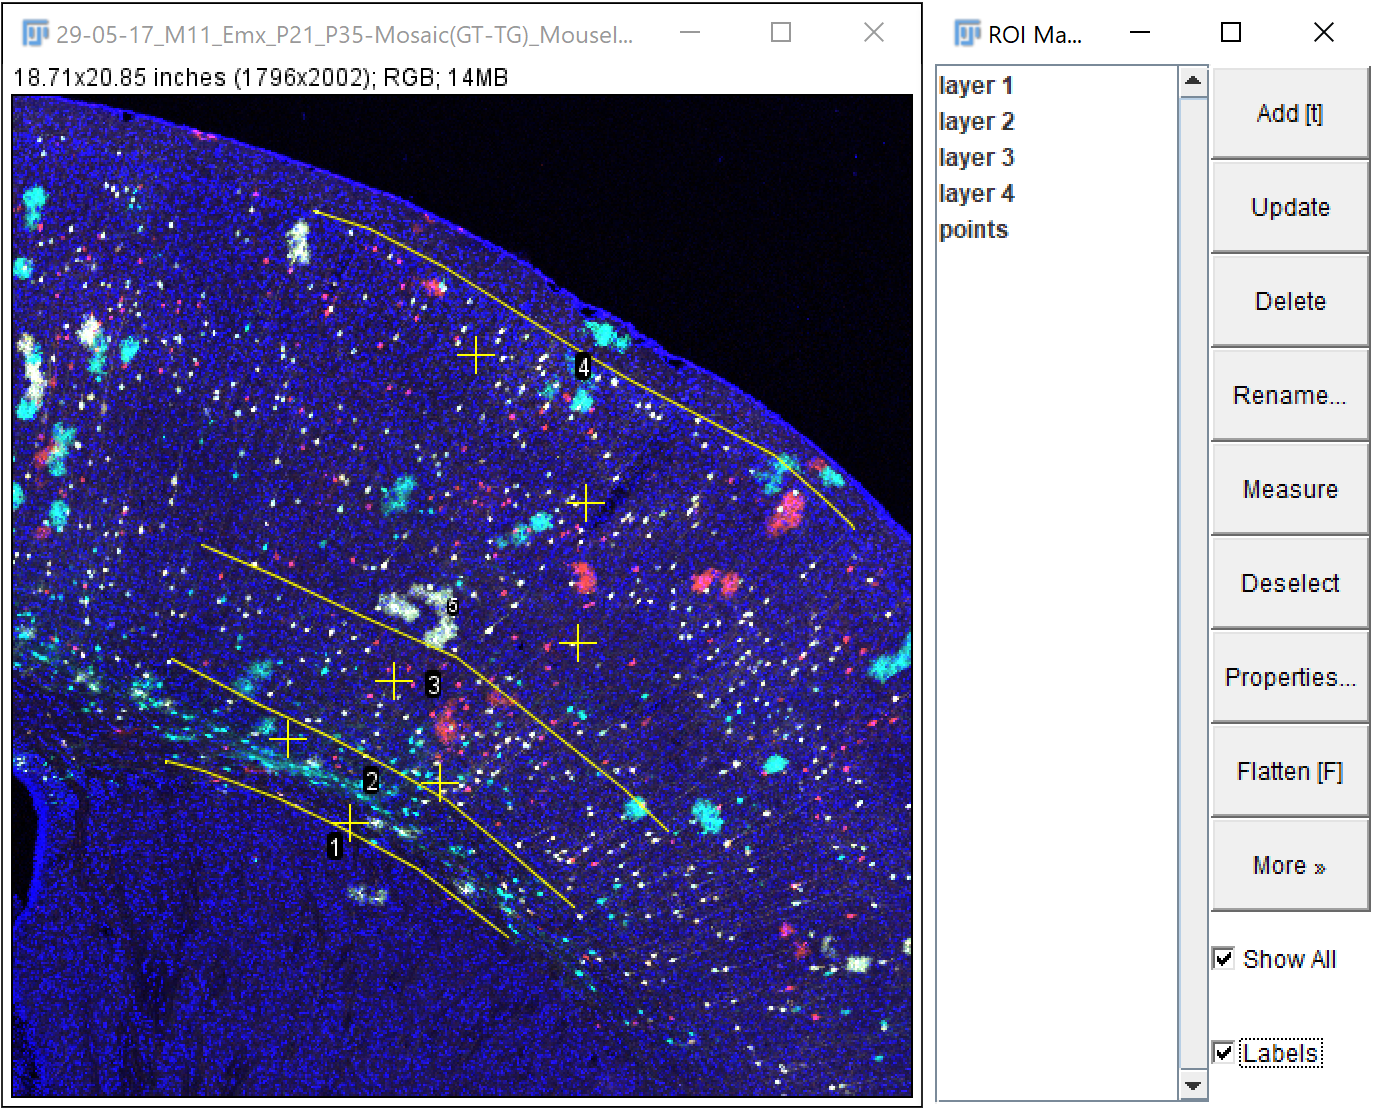 29-05-17_M11_Emx_P21_P35-Mosaic(GT-TG)_Mousel...
18.71x20.85 inches (1796x2002); RGB; 14MB
4
5
3
2
1
ROI Ma...
layer 1
layer 2
layer 3
layer 4
points
Add [t]
Update
Delete
Rename...
Measure
Deselect
Properties...
Flatten [F]
More »
Show All
Labels